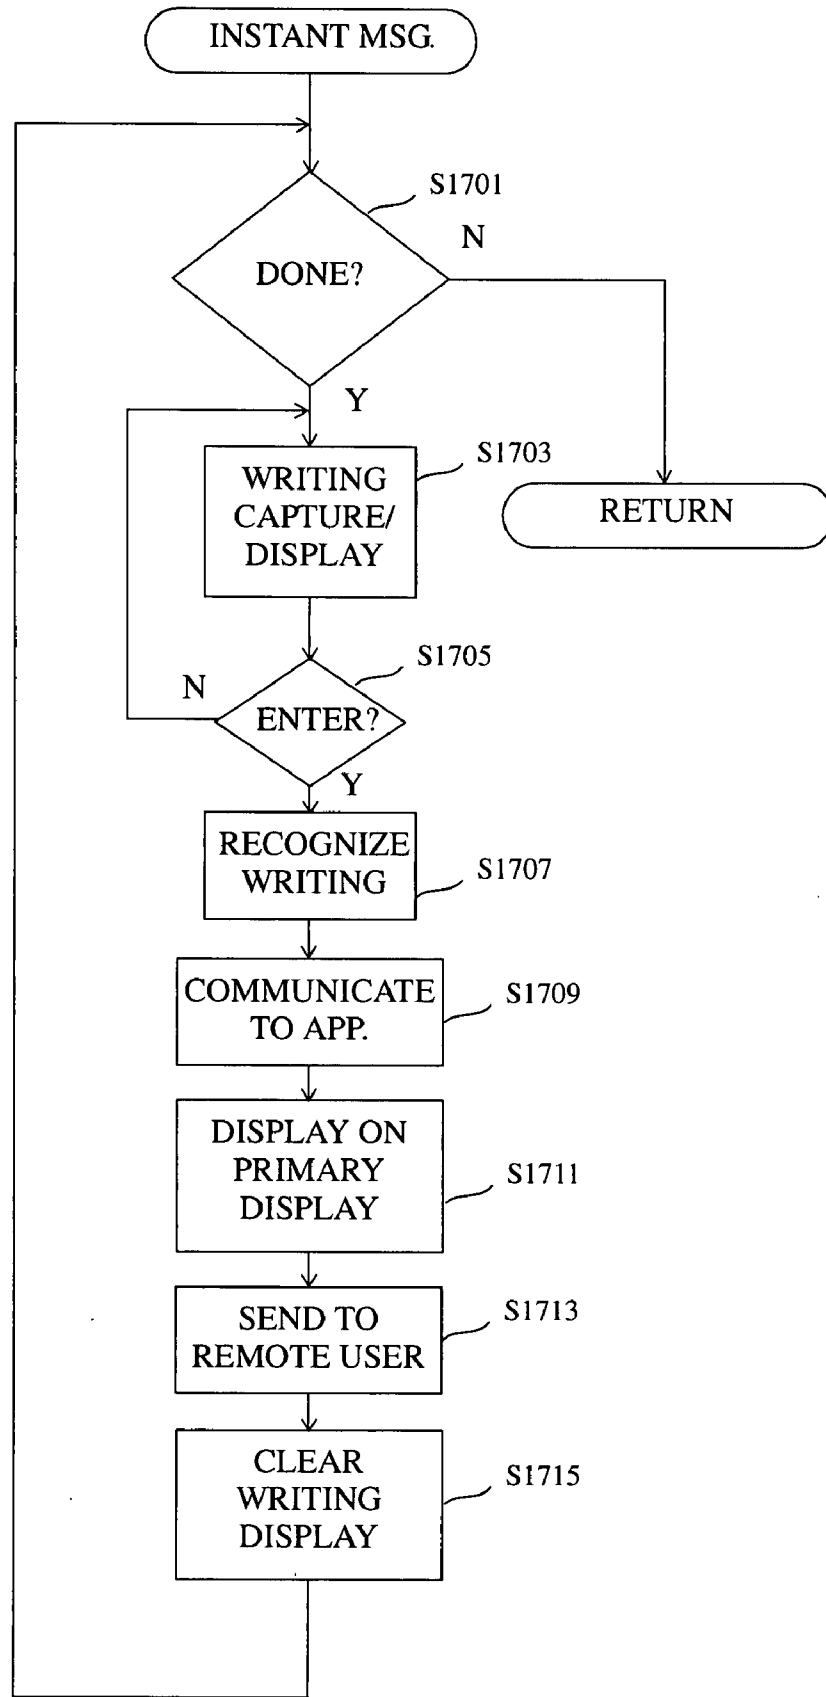 INSTANT MSG.
S1701
N
DONE?
Y
S1703
WRITING
CAPTURE/
DISPLAY
RETURN
S1705
N
ENTER?
Y
RECOGNIZE
WRITING
S1707
COMMUNICATE
TO APP.
S1709
DISPLAY ON
PRIMARY
DISPLAY
S1711
SEND TO
REMOTE USER
S1713
CLEAR
WRITING
DISPLAY
S1715